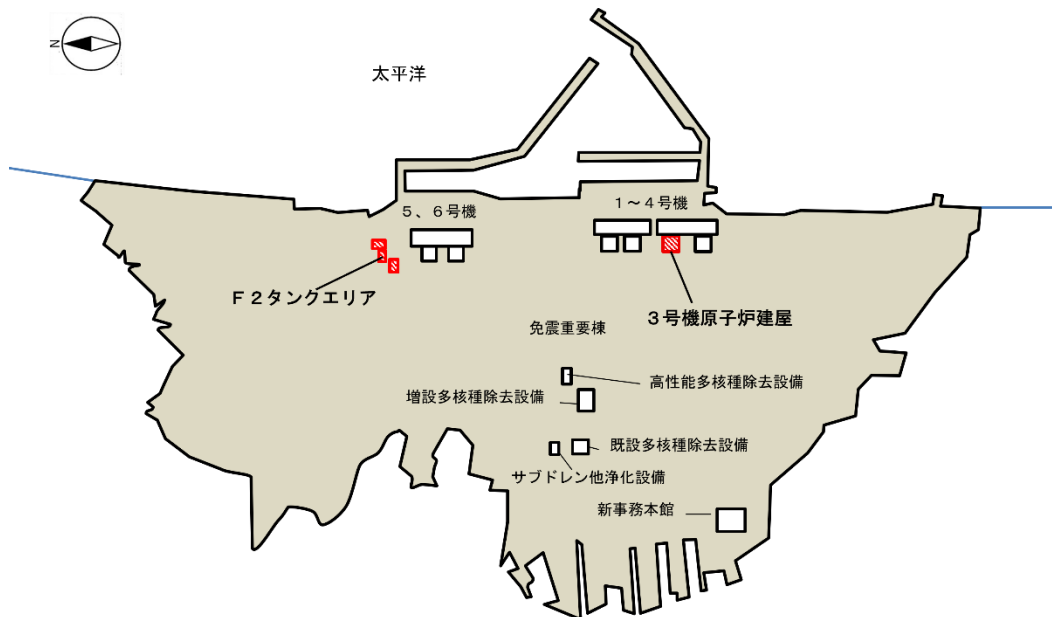 N
太平洋
５、６号機
１～４号機
Ｆ２タンクエリア
３号機原子炉建屋
免震重要棟
高性能多核種除去設備
増設多核種除去設備
既設多核種除去設備
サブドレン他浄化設備
新事務本館